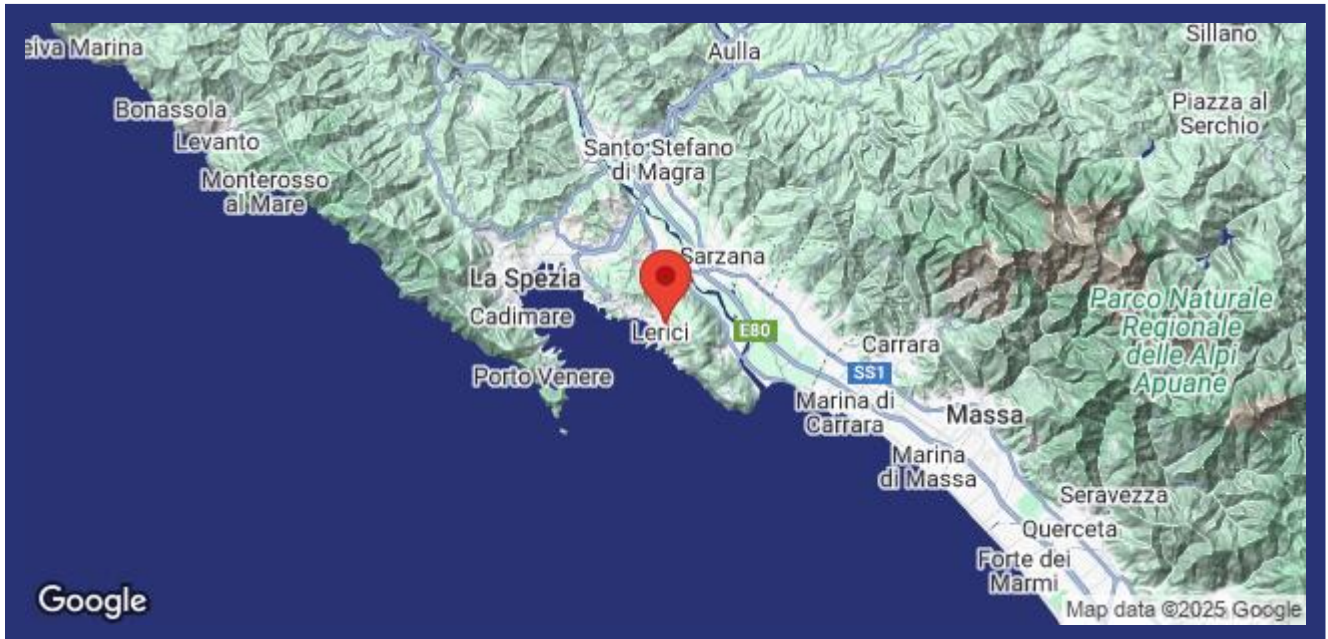 Sillano
eiva Marina
Aulla
Bonassola
Piazza al
Serchio
Levanto
Santo Stefano
di Magra
Monterosso
al Mare
Sarzana
La Spezia
Parco Naturale
Regionale
delle Alpi
Apuane
Cadimare
Lerici
E80
Carrara
Porto Venere
SS1
Marina di
Carrara
Massa
Marina
di Massa
Seravezza
Querceta
Forte dei
Marmi
Google
Map data ©2025 Google